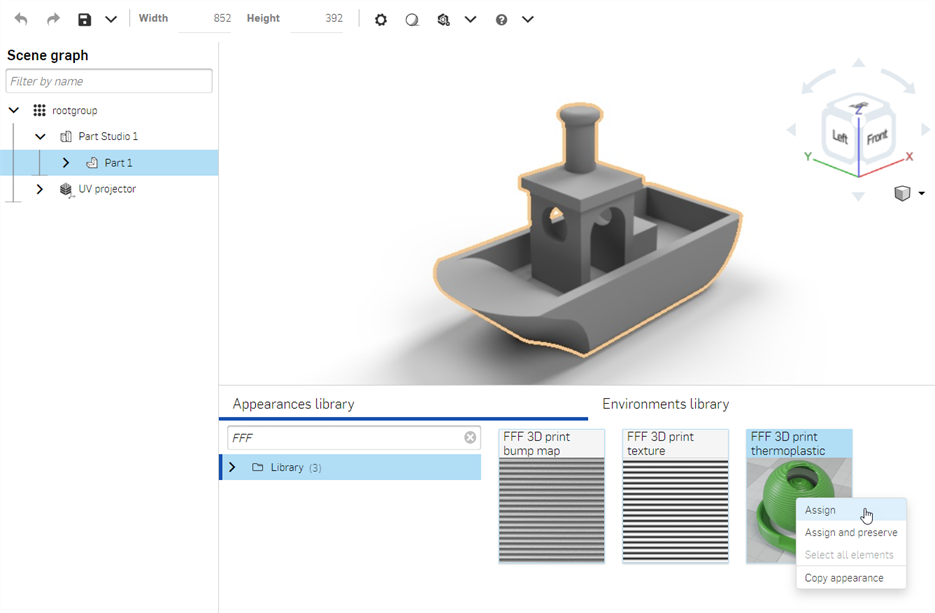 Width 852 Height 392
Scene graph
Filter by name
rootgroup
Part Studio 1
Part 1
UV projector
Z
Left
Front
Y
X
Appearances library
Environments library
FFF
Library (3)
FFF 3D print
bump map
FFF 3D print
texture
FFF 3D print
thermoplastic
Assign
Assign and preserve
Select all elements
Copy appearance